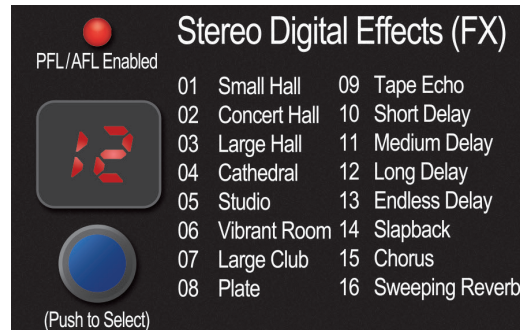 Stereo Digital Effects (FX)
PFL/AFL Enabled
12
(Push to Select)
01 Small Hall
02 Concert Hall
03 Large Hall
04 Cathedral
05 Studio
06 Vibrant Room
07 Large Club
08 Plate
09 Tape Echo
10 Short Delay
11 Medium Delay
12 Long Delay
13 Endless Delay
14 Slapback
15 Chorus
16 Sweeping Reverb